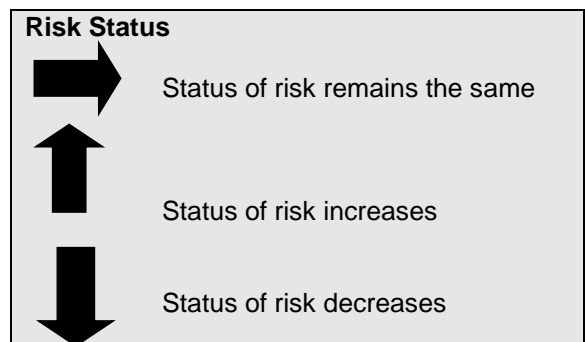 Risk Status
Status of risk remains the same
Status of risk increases
Status of risk decreases